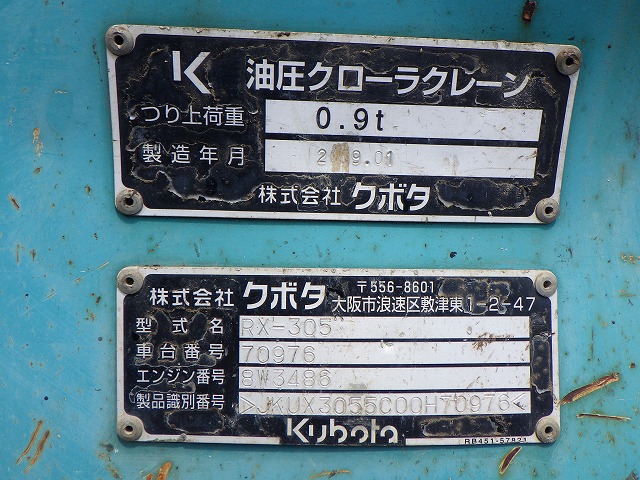 K 油圧クローラクレーン
つり上荷重 0.9t
製造年月
株式会社 クボタ
株式会社 クボタ 〒556-8601
大阪市浪速区敷津東1-2-47
型式名 RX-305
車台番号 70976
エンジン番号 8W3486
製品識別番号 >JKUX3055C00H70976<
Kubota
RB451-57821